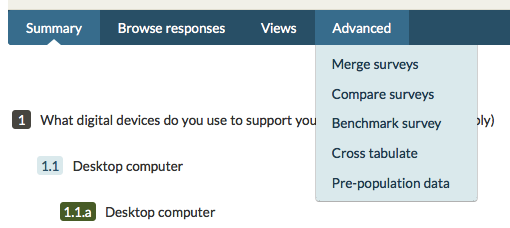 Summary Browse responses Views Advanced
Merge surveys
Compare surveys
Benchmark survey
Cross tabulate
Pre-population data
1 What digital devices do you use to support you
1.1 Desktop computer
1.1.a Desktop computer